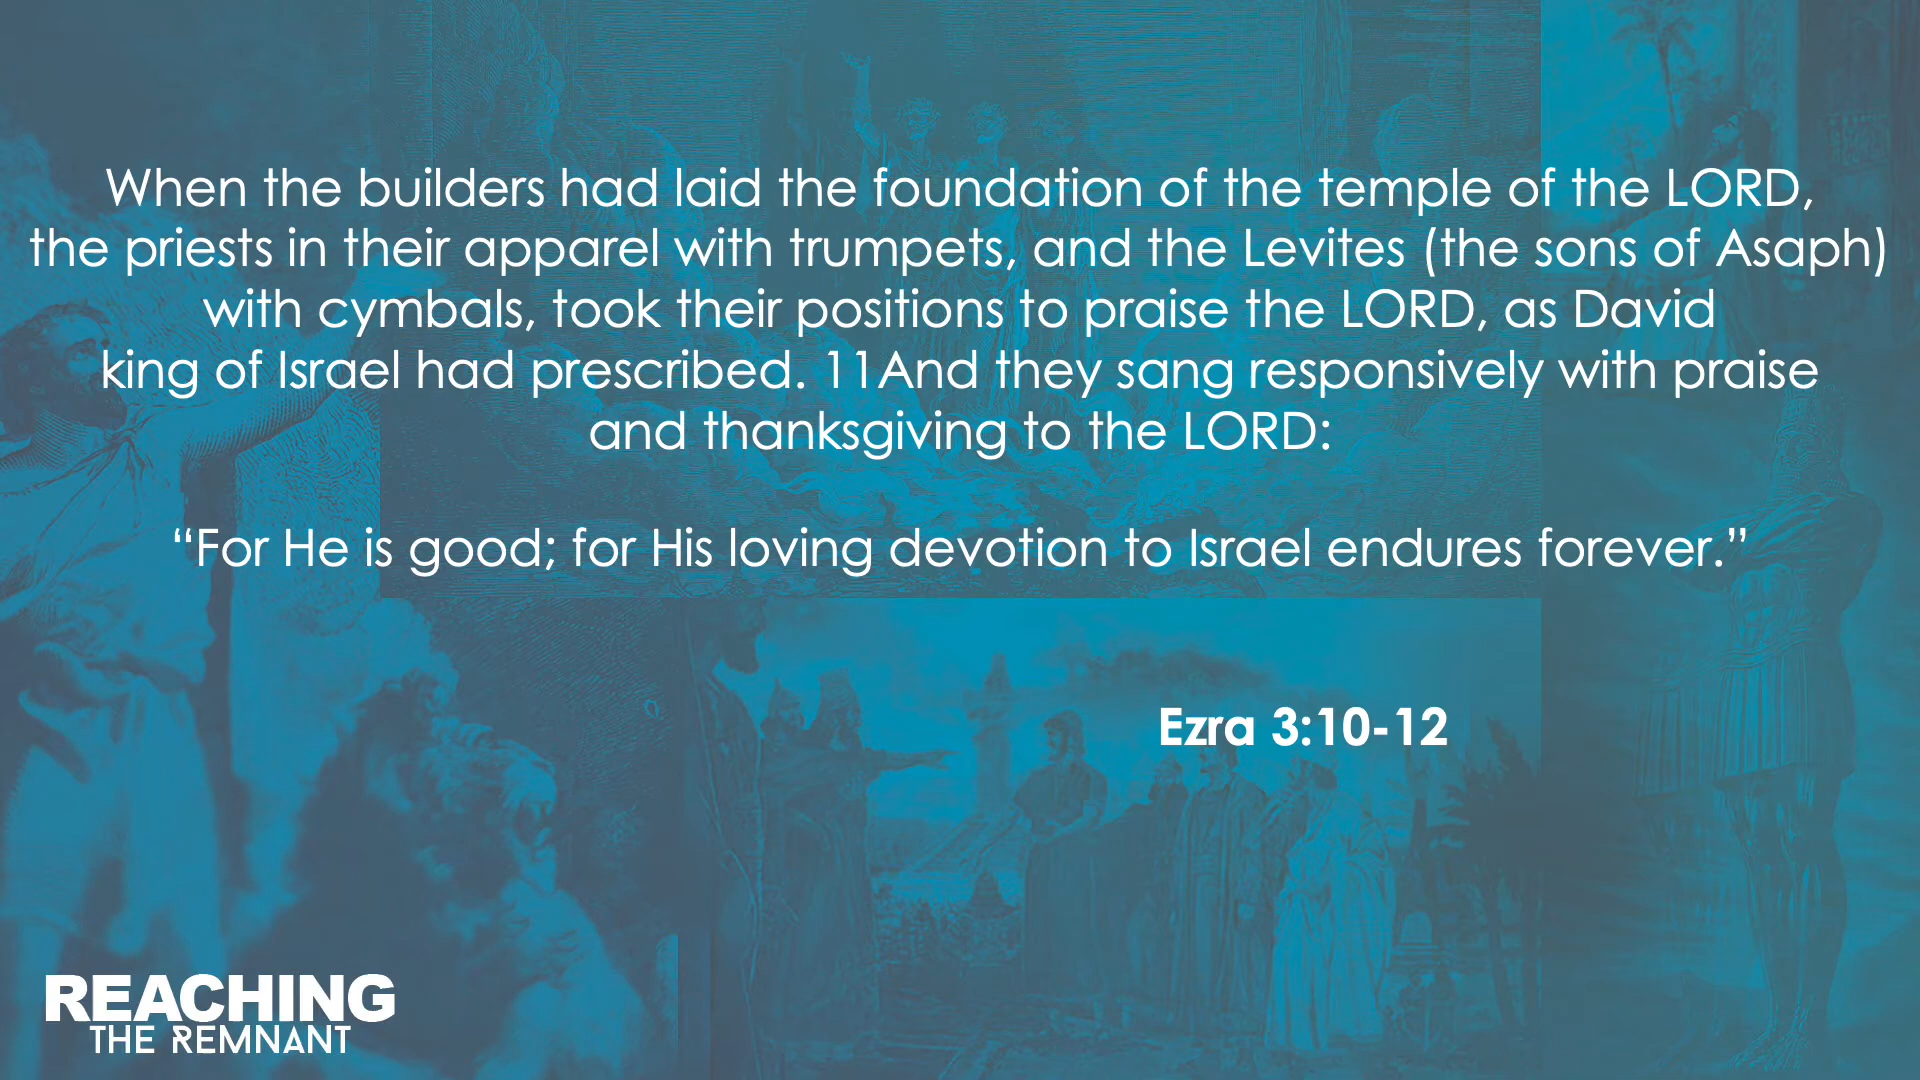 When the builders had laid the foundation of the temple of the LORD,
the priests in their apparel with trumpets, and the Levites (the sons of Asaph)
with cymbals, took their positions to praise the LORD, as David
king of Israel had prescribed. 11And they sang responsively with praise
and thanksgiving to the LORD:
“For He is good; for His loving devotion to Israel endures forever.”
Ezra 3:10-12
REACHING
THE REMNANT